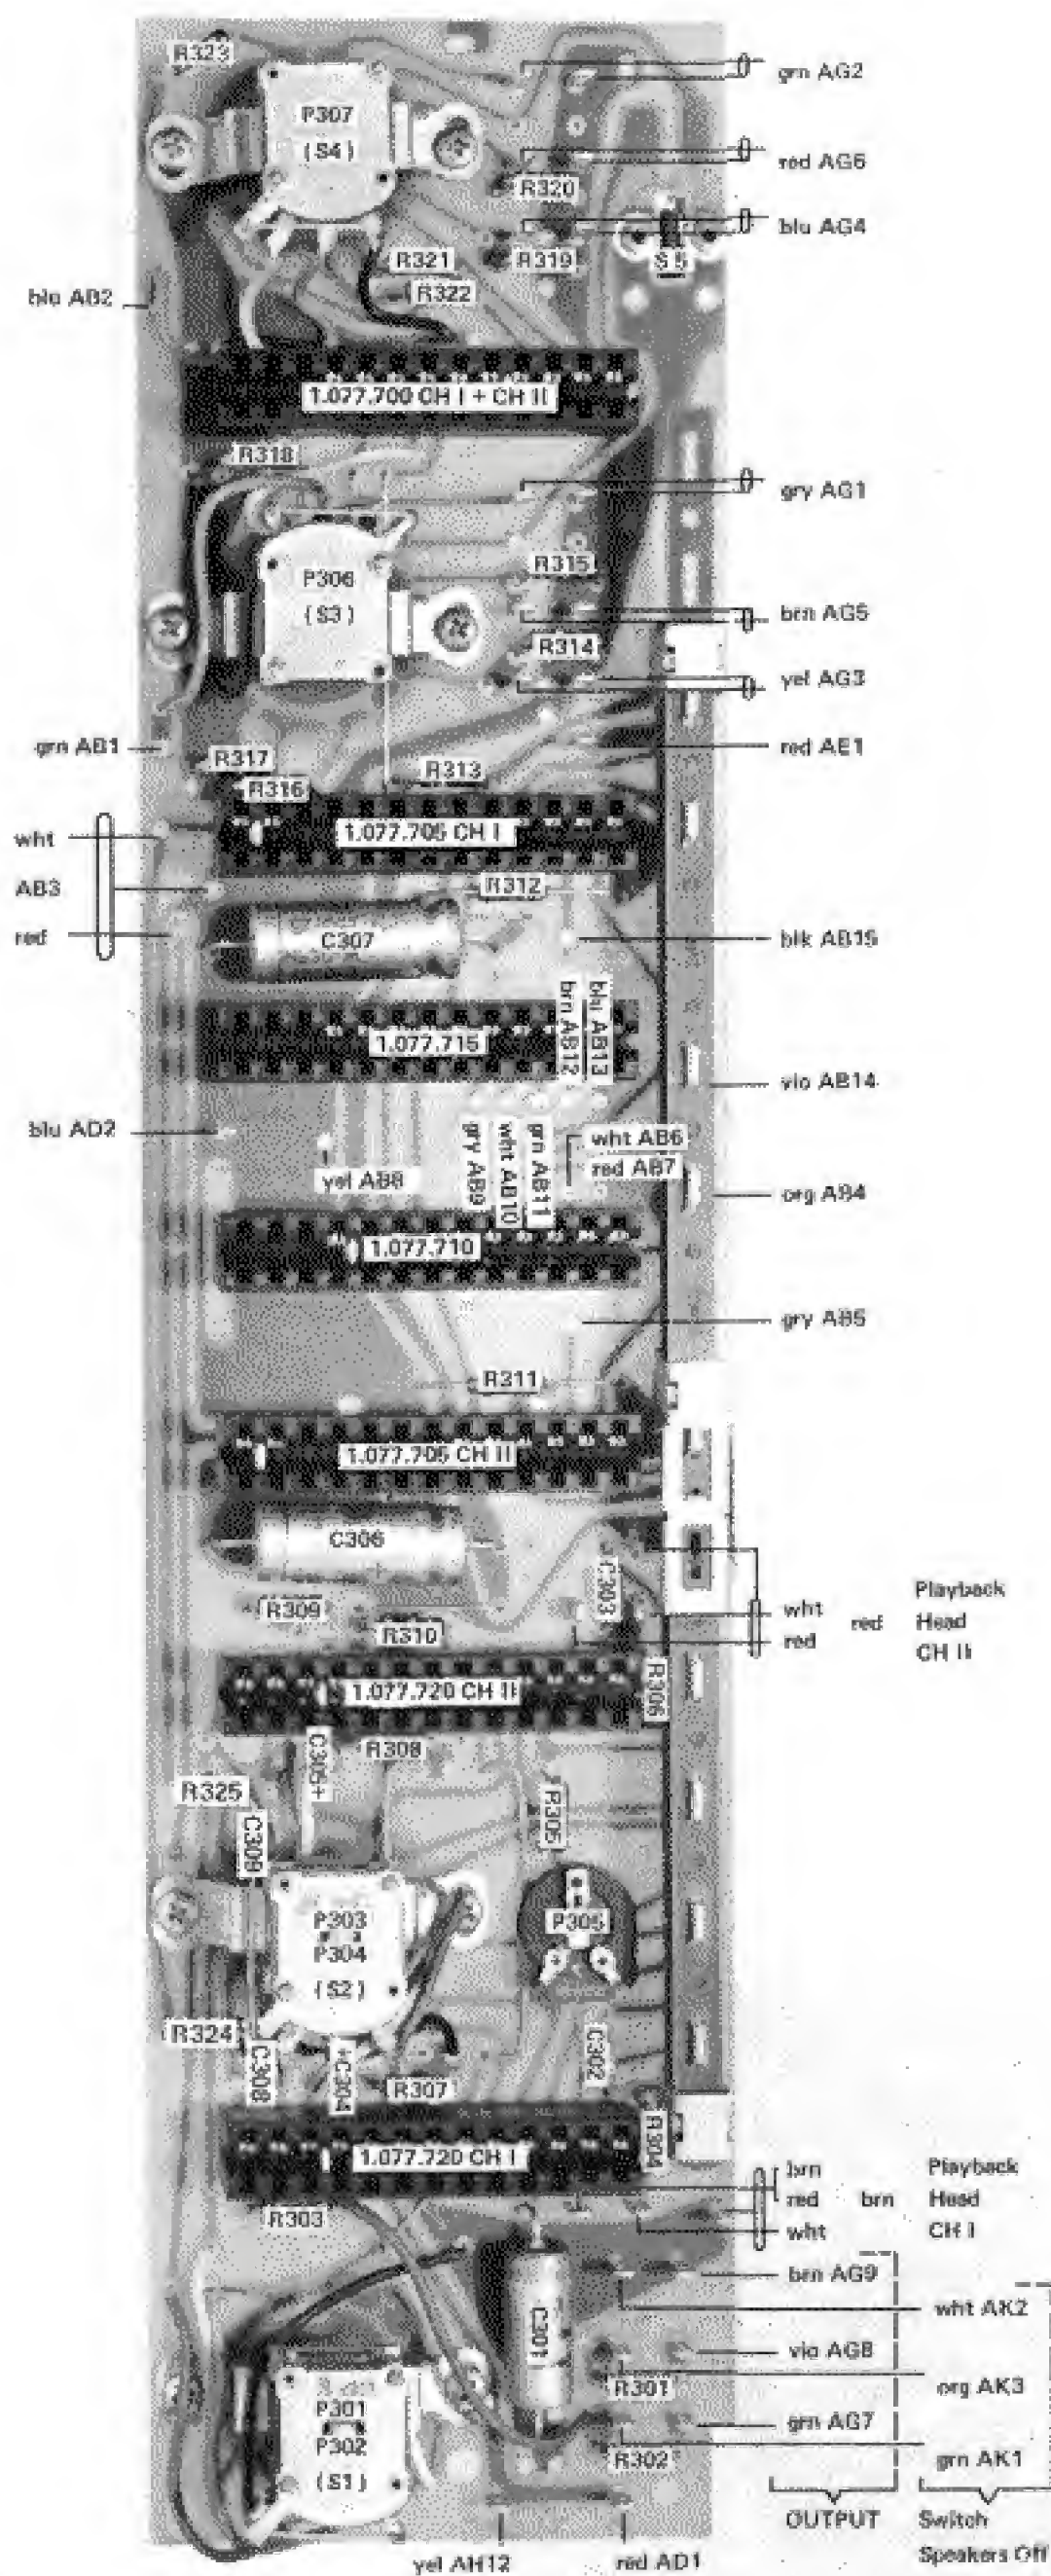 R323
grn AG2
P307
(S4)
red AG6
R320
blu AG4
R321
R319
S5
R322
blu AB2
1.077.700 CH I + CH II
R318
gry AG1
R315
P306
(S3)
brn AG5
R314
yel AG3
grn AB1
red AE1
R317
R313
R316
1.077.705 CH I
wht
AB3
R312
red
C307
blk AB15
1.077.715
brn AB12
blu AB13
vio AB14
blu AD2
wht AB6
red AB7
yel AB8
gry AB9
wht AB10
grn AB11
org AB4
1.077.710
gry AB5
R311
1.077.705 CH II
C306
C303
Playback
R309
wht
red
Head
R310
red
CH II
R306
1.077.720 CH II
C305+
R308
R325
R305
C309
P303
P305
P304
(S2)
R324
C308
+C304
C302
R307
R304
1.077.720 CH I
brn
Playback
R303
red
brn
Head
wht
CH I
brn AG9
C301
wht AK2
vio AG8
R301
org AK3
P301
grn AG7
P302
R302
grn AK1
(S1)
OUTPUT
Switch
Speakers Off
yel AH12
red AD1